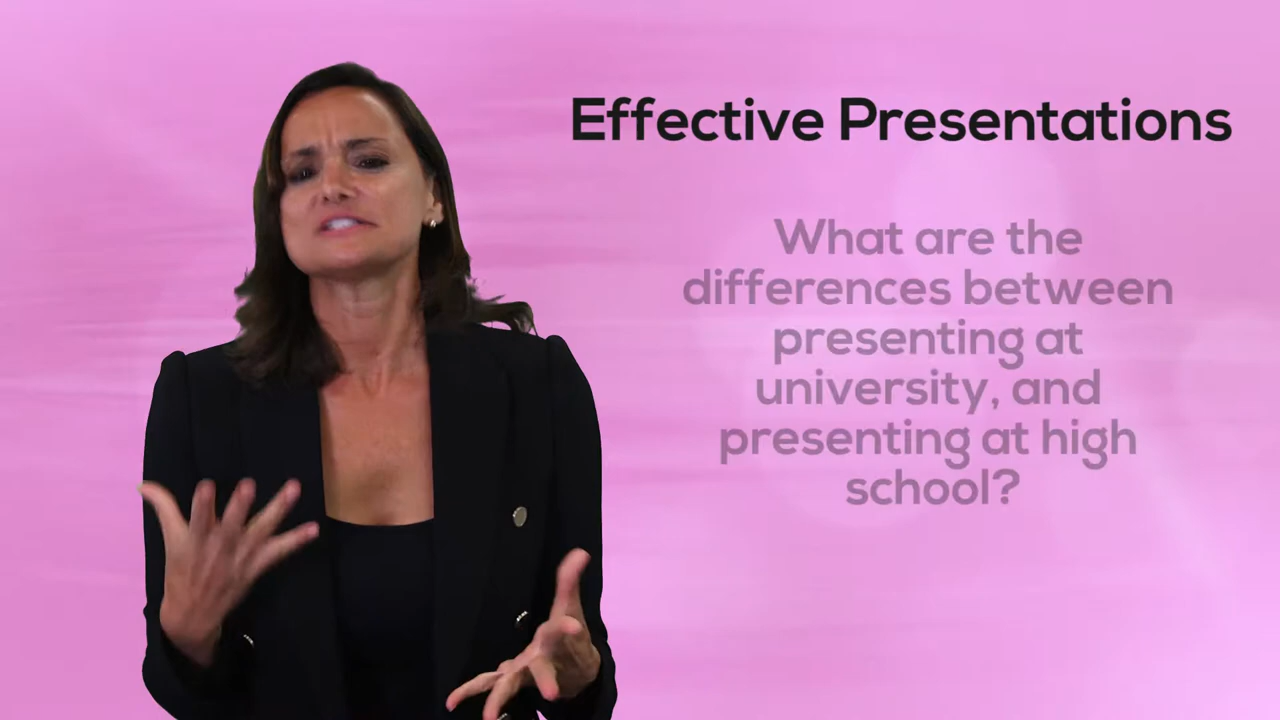 Effective Presentations
What are the
differences between
presenting at
university, and
presenting at high
school?